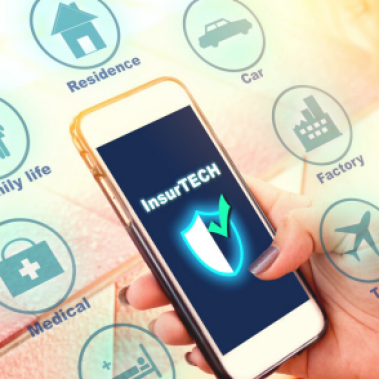 Residence
Car
Factory
InsurTECH
mily life
Medical